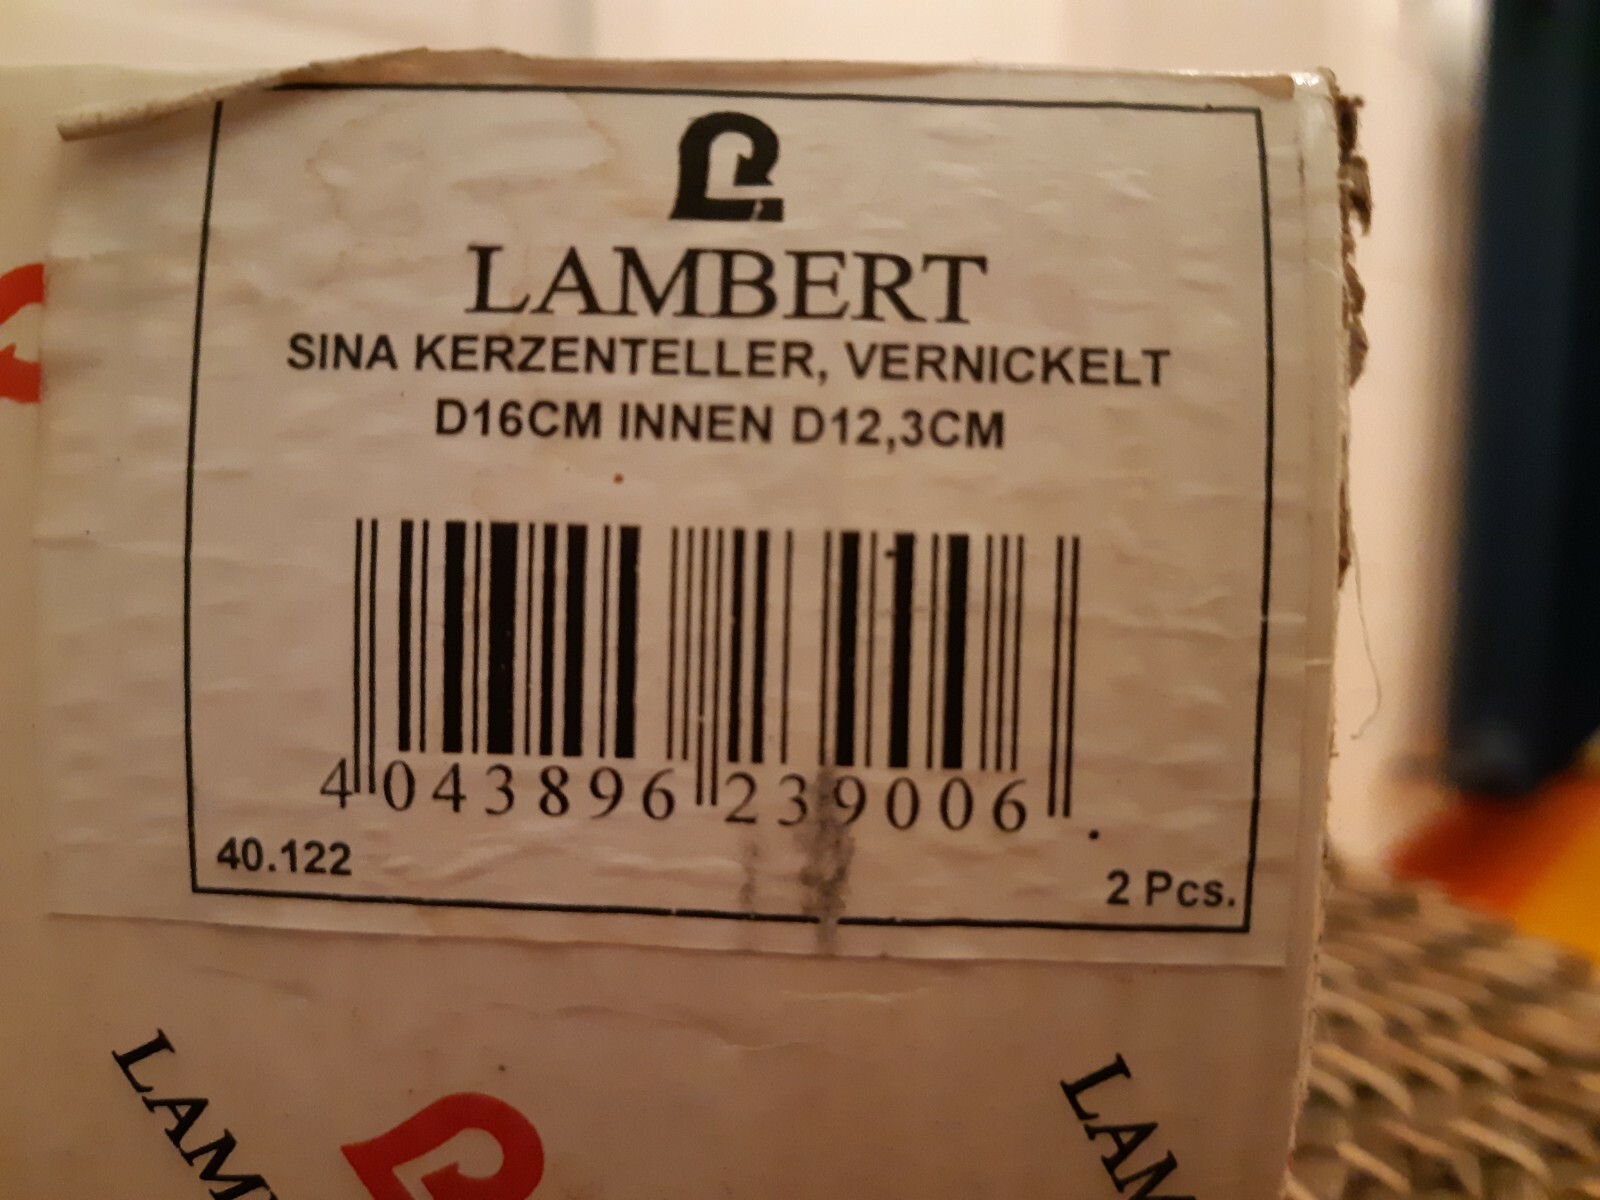 LAMBERT
SINA KERZENTELLER, VERNICKELT
D16CM INNEN D12,3CM
4 043896 239006
40.122
2 Pcs.